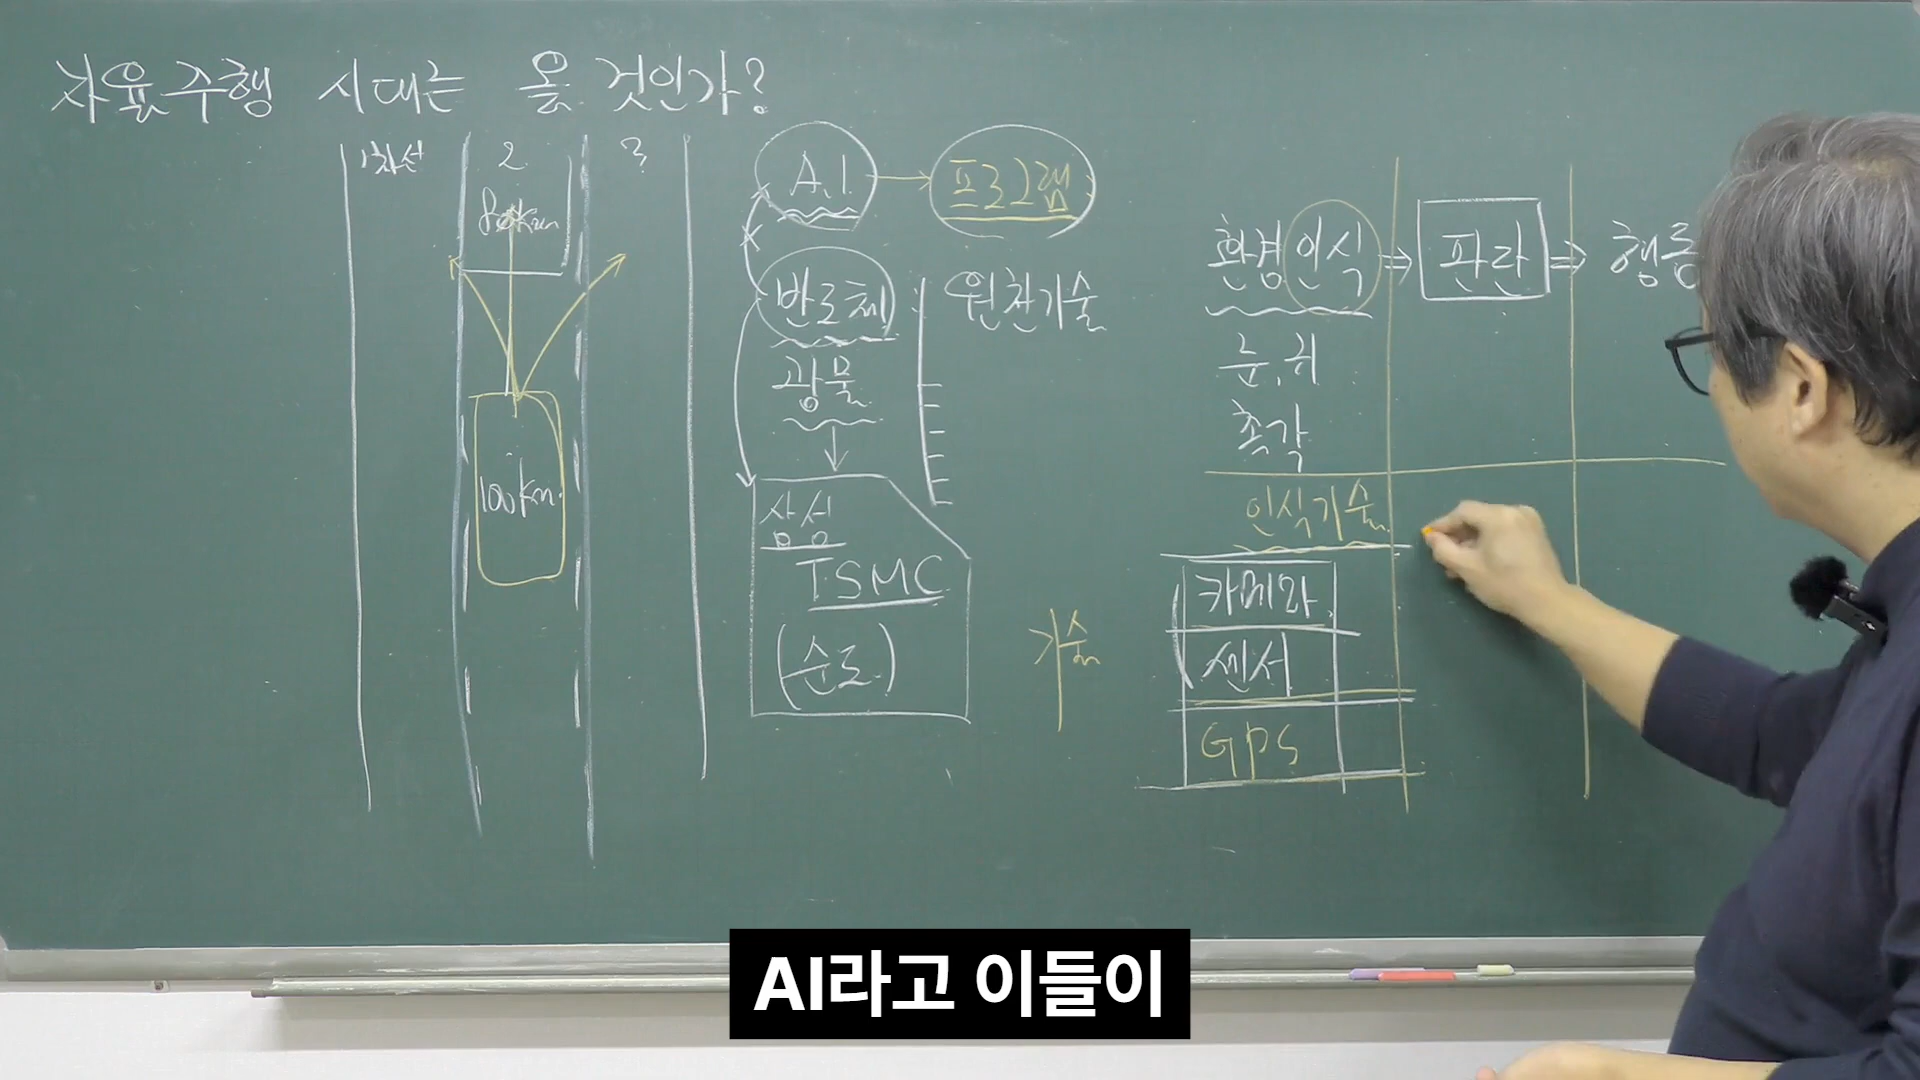 자율주행 시대는 올 것인가?
1차선 2 3
80km
100km
A.I → 프로그램
반도체 원천기술
광물
삼성
TSMC
(순도)
기술
환경인식 ⇒ 판단 ⇒ 행동
눈, 귀
촉각
인식기술
카메라
센서
GPS
AI라고 이들이